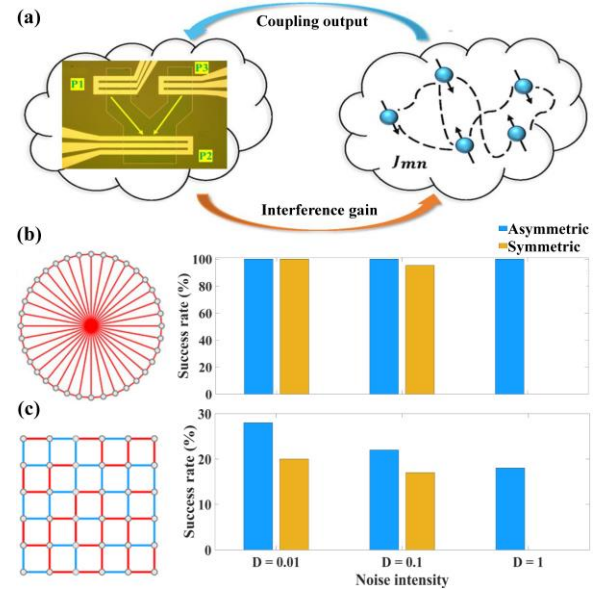 (a)
Coupling output
P1
P3
P2
J_mn
Interference gain
(b)
Asymmetric
Symmetric
Success rate (%)
100
80
60
40
20
0
(c)
Success rate (%)
30
20
10
0
D = 0.01
D = 0.1
D = 1
Noise intensity